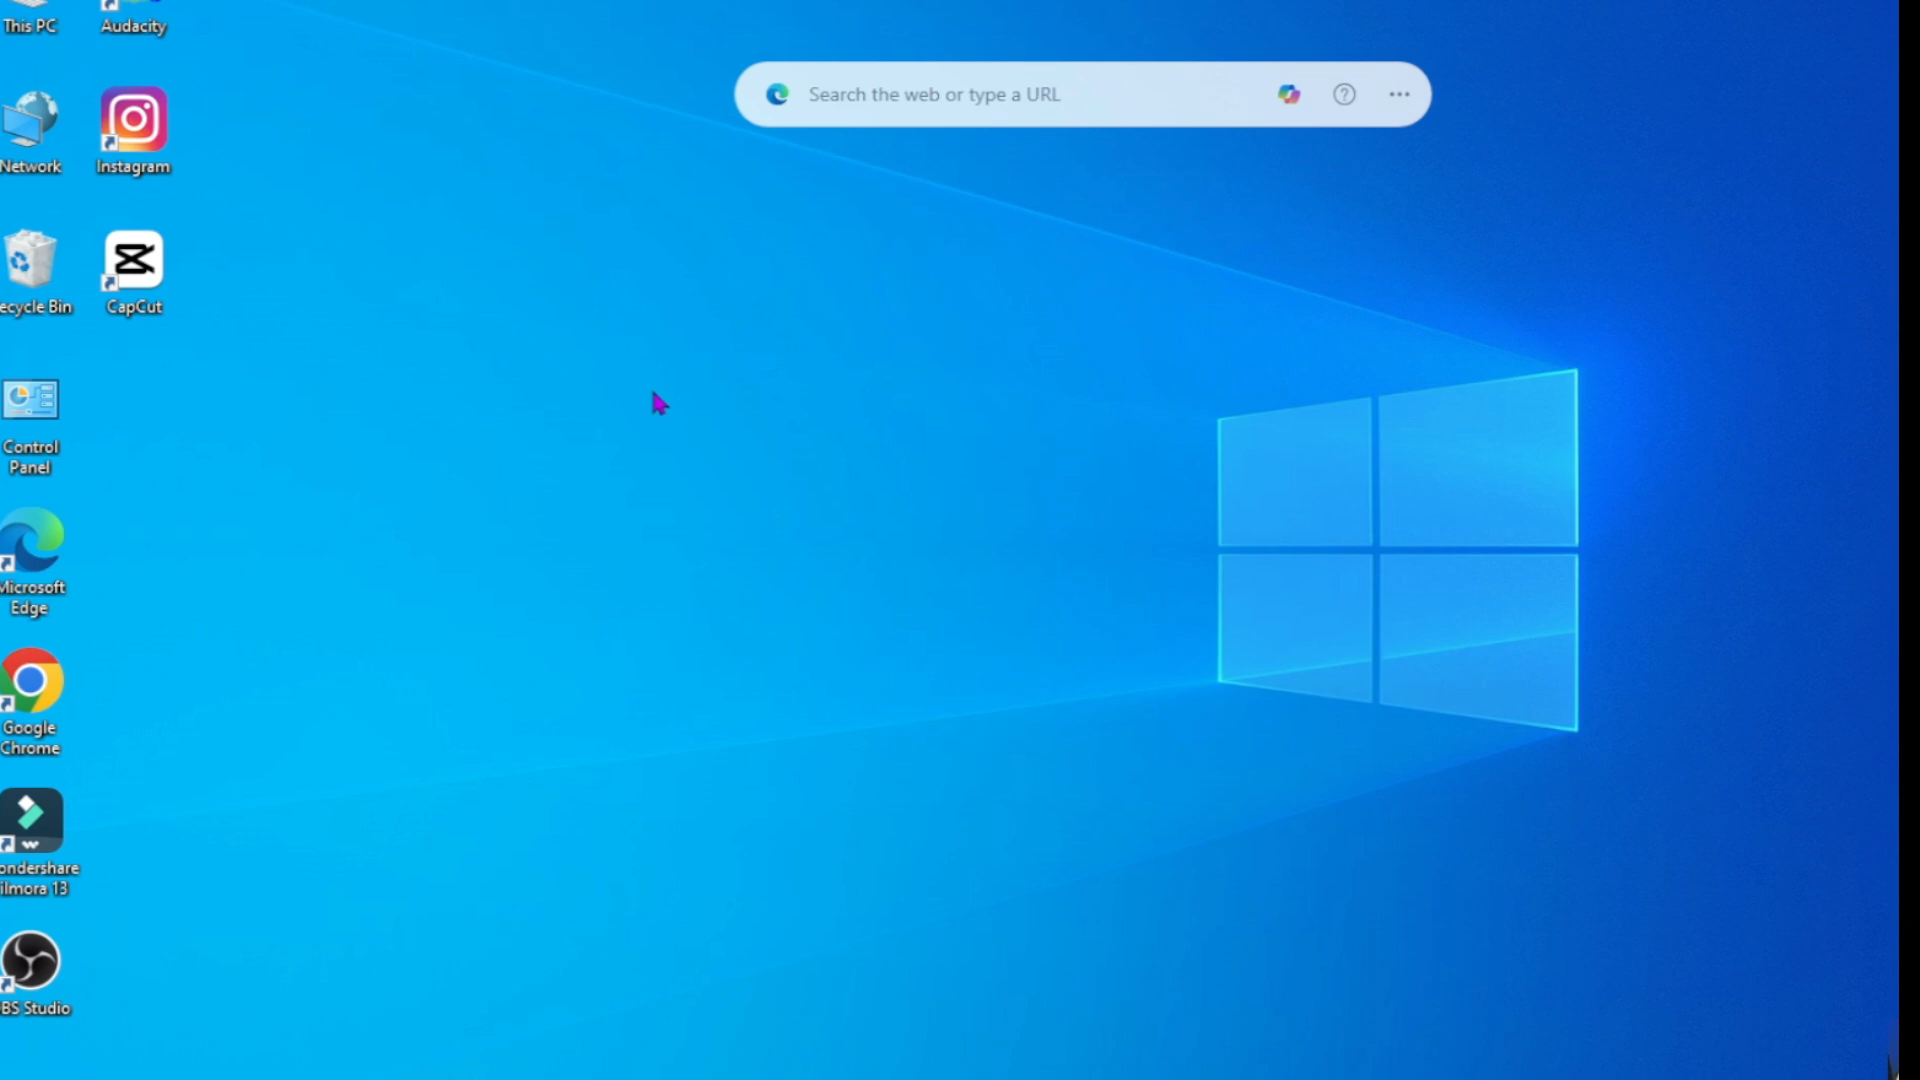 This PC
Audacity
Search the web or type a URL
Network
Instagram
ecycle Bin
CapCut
Control
Panel
Microsoft
Edge
Google
Chrome
ondershare
ilmora 13
BS Studio